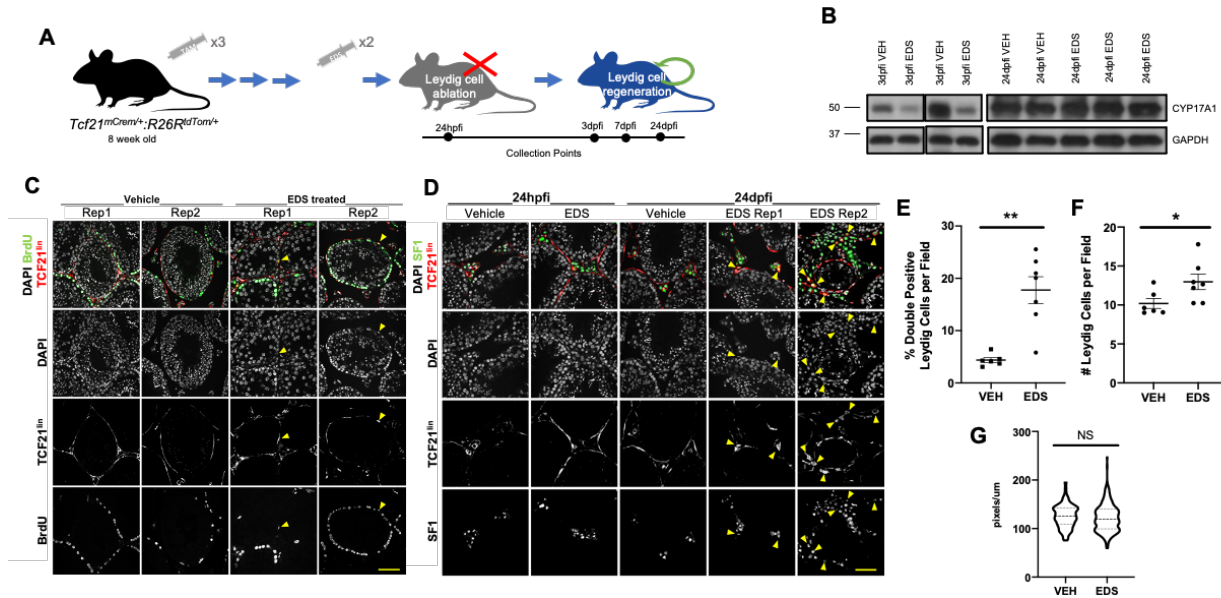 A
TAM
x3
EDS
x2
Leydig cell
ablation
Leydig cell
regeneration
Tcf21mCrem/+:R26RtdTom/+
8 week old
24hpfi
3dpfi
7dpfi
24dpfi
Collection Points
B
3dpfi VEH
3dpfi EDS
3dpfi VEH
3dpfi EDS
24dpfi VEH
24dpfi VEH
24dpfi EDS
24dpfi EDS
24dpfi EDS
50
37
CYP17A1
GAPDH
C
Vehicle
EDS treated
Rep1
Rep2
Rep1
Rep2
DAPI BrdU
TCF21lin
DAPI
TCF21lin
BrdU
D
24hpfi
24dpfi
Vehicle
EDS
Vehicle
EDS Rep1
EDS Rep2
DAPI SF1
TCF21lin
DAPI
TCF21lin
SF1
E
**
% Double Positive
Leydig Cells per Field
30
20
10
0
VEH
EDS
F
*
# Leydig Cells per Field
20
15
10
5
0
VEH
EDS
G
NS
pixels/um
300
200
100
0
VEH
EDS